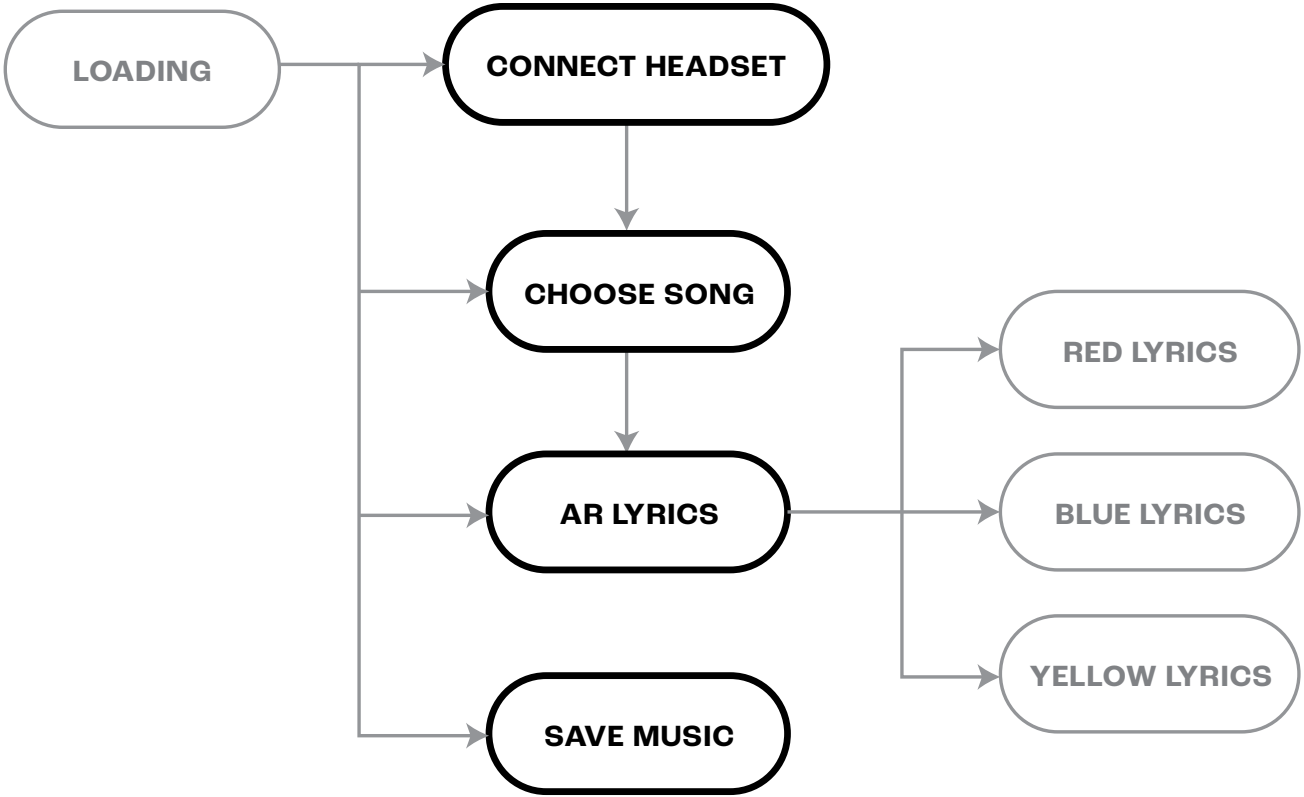 LOADING
CONNECT HEADSET
CHOOSE SONG
AR LYRICS
SAVE MUSIC
RED LYRICS
BLUE LYRICS
YELLOW LYRICS